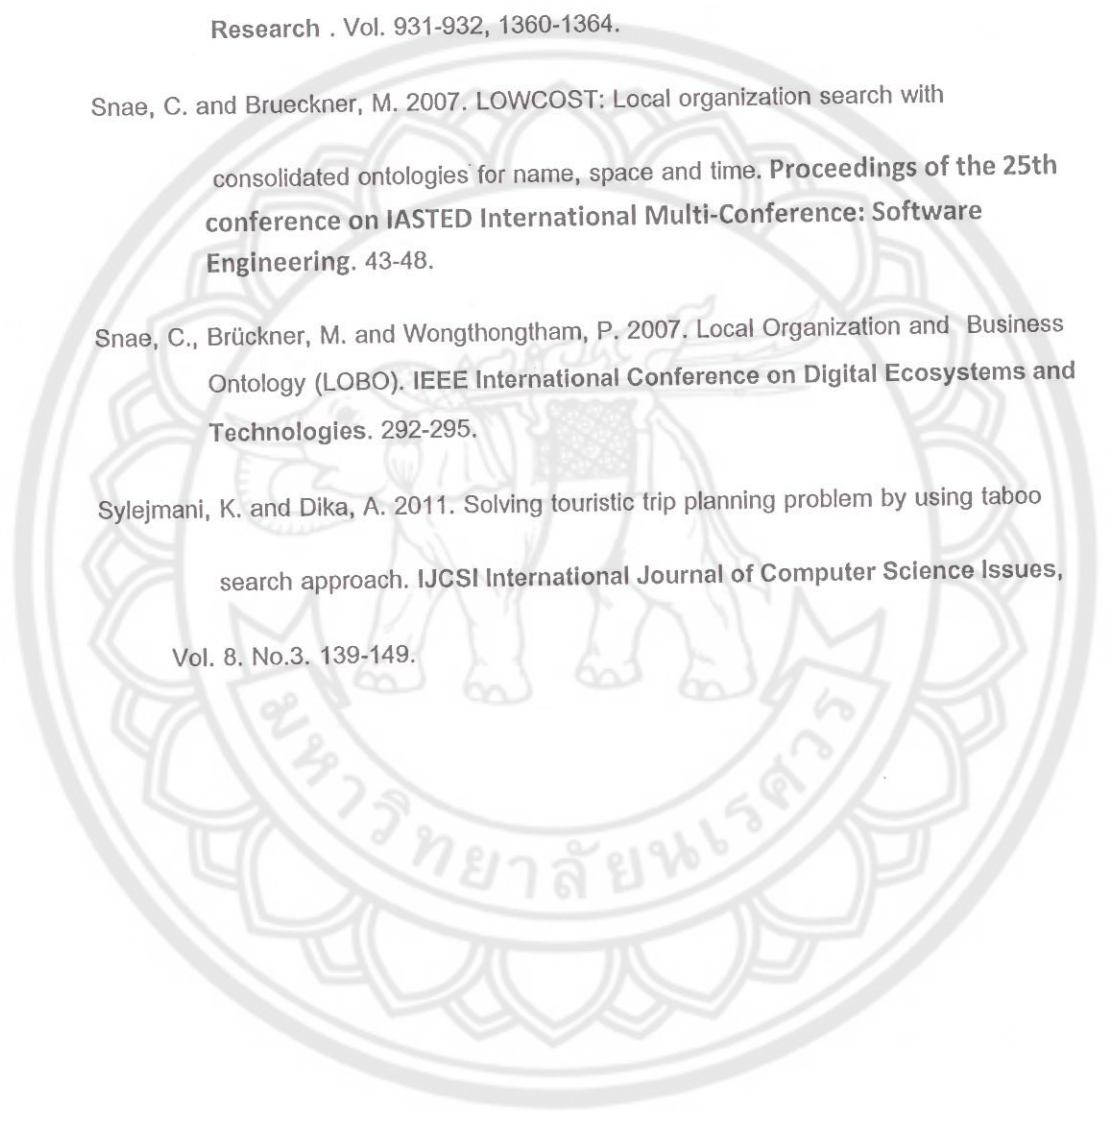 Research . Vol. 931-932, 1360-1364.
Snae, C. and Brueckner, M. 2007. LOWCOST: Local organization search with
consolidated ontologies for name, space and time. Proceedings of the 25th
conference on IASTED International Multi-Conference: Software
Engineering. 43-48.
Snae, C., Brückner, M. and Wongthongtham, P. 2007. Local Organization and Business
Ontology (LOBO). IEEE International Conference on Digital Ecosystems and
Technologies. 292-295.
Sylejmani, K. and Dika, A. 2011. Solving touristic trip planning problem by using taboo
search approach. IJCSI International Journal of Computer Science Issues,
Vol. 8. No.3. 139-149.
มหาวิทยาลัยนเรศวร